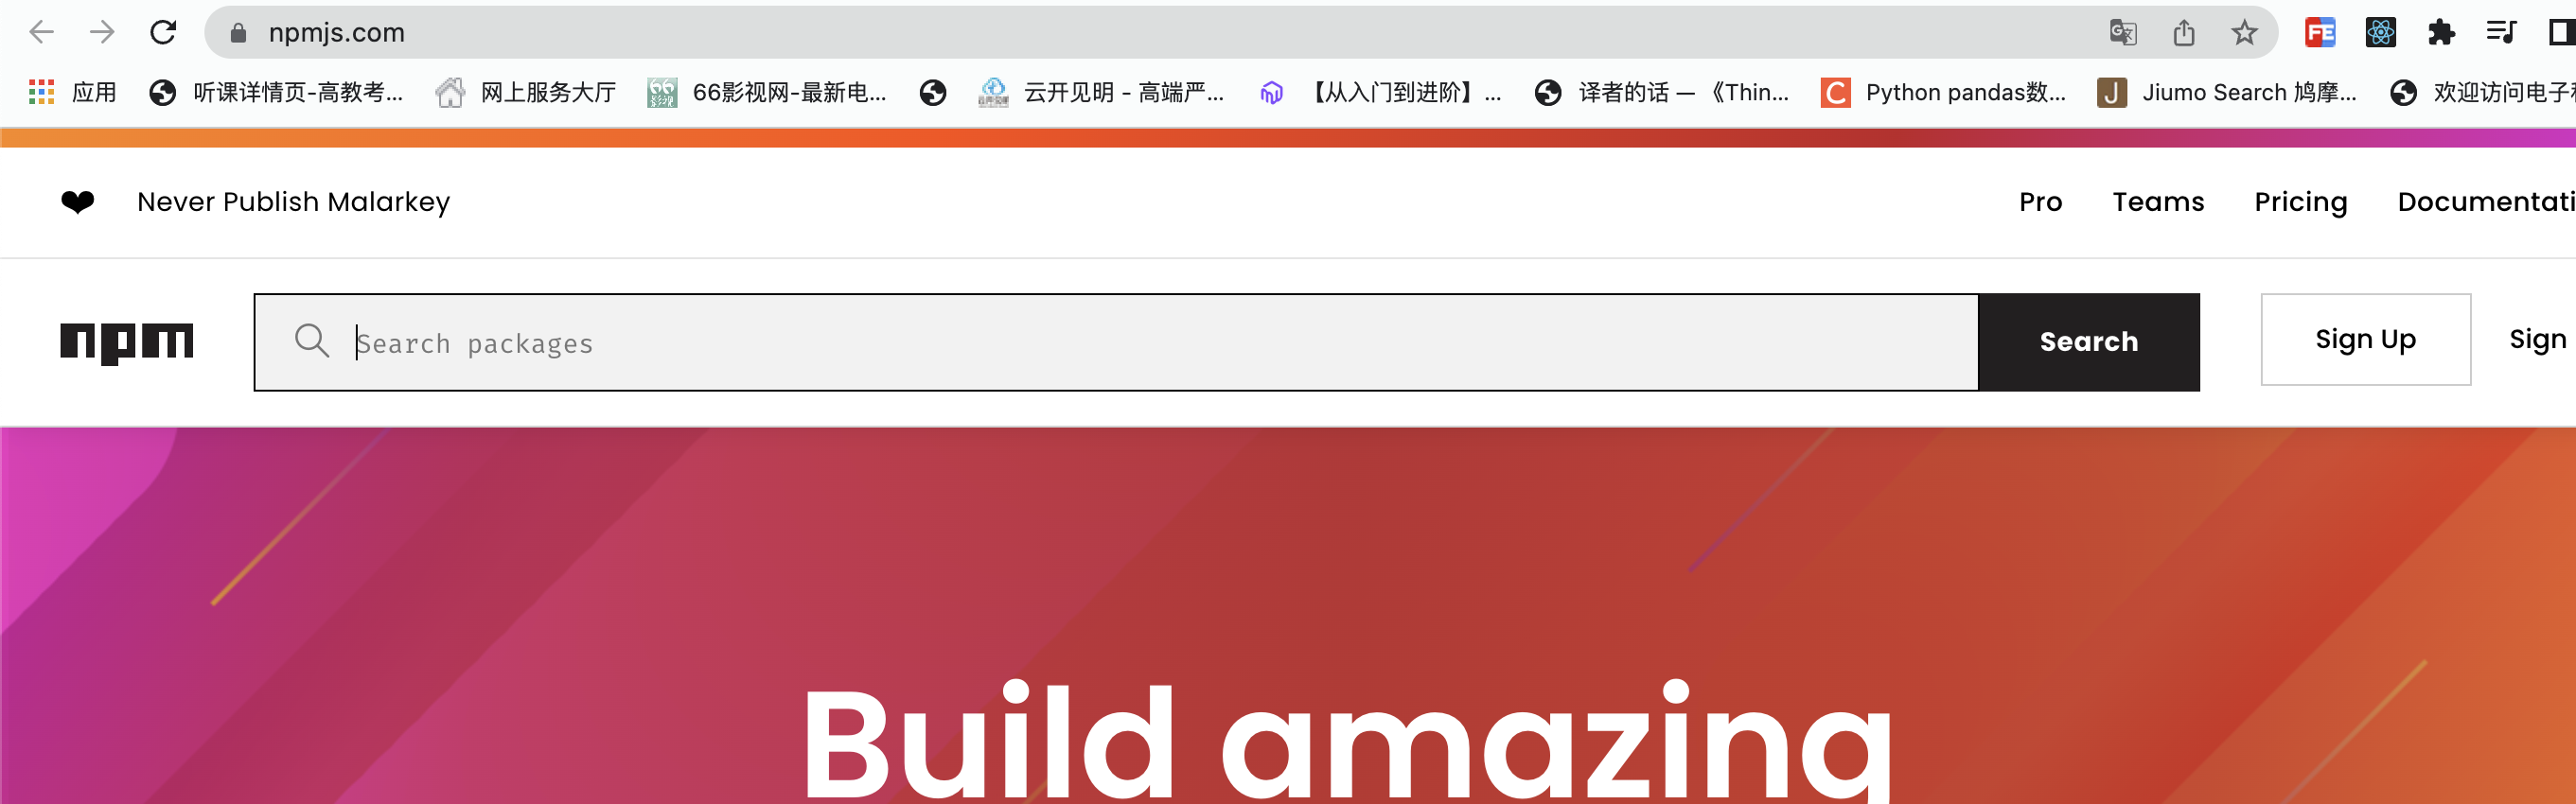 npmjs.com
应用 听课详情页-高教考... 网上服务大厅 66影视网-最新电... 云开见明 - 高端严... 【从入门到进阶】... 译者的话 — 《Thin... Python pandas数... Jiumo Search 鸠摩... 欢迎访问电子科
❤ Never Publish Malarkey Pro Teams Pricing Documentati
npm Search packages Search Sign Up Sign
Build amazing